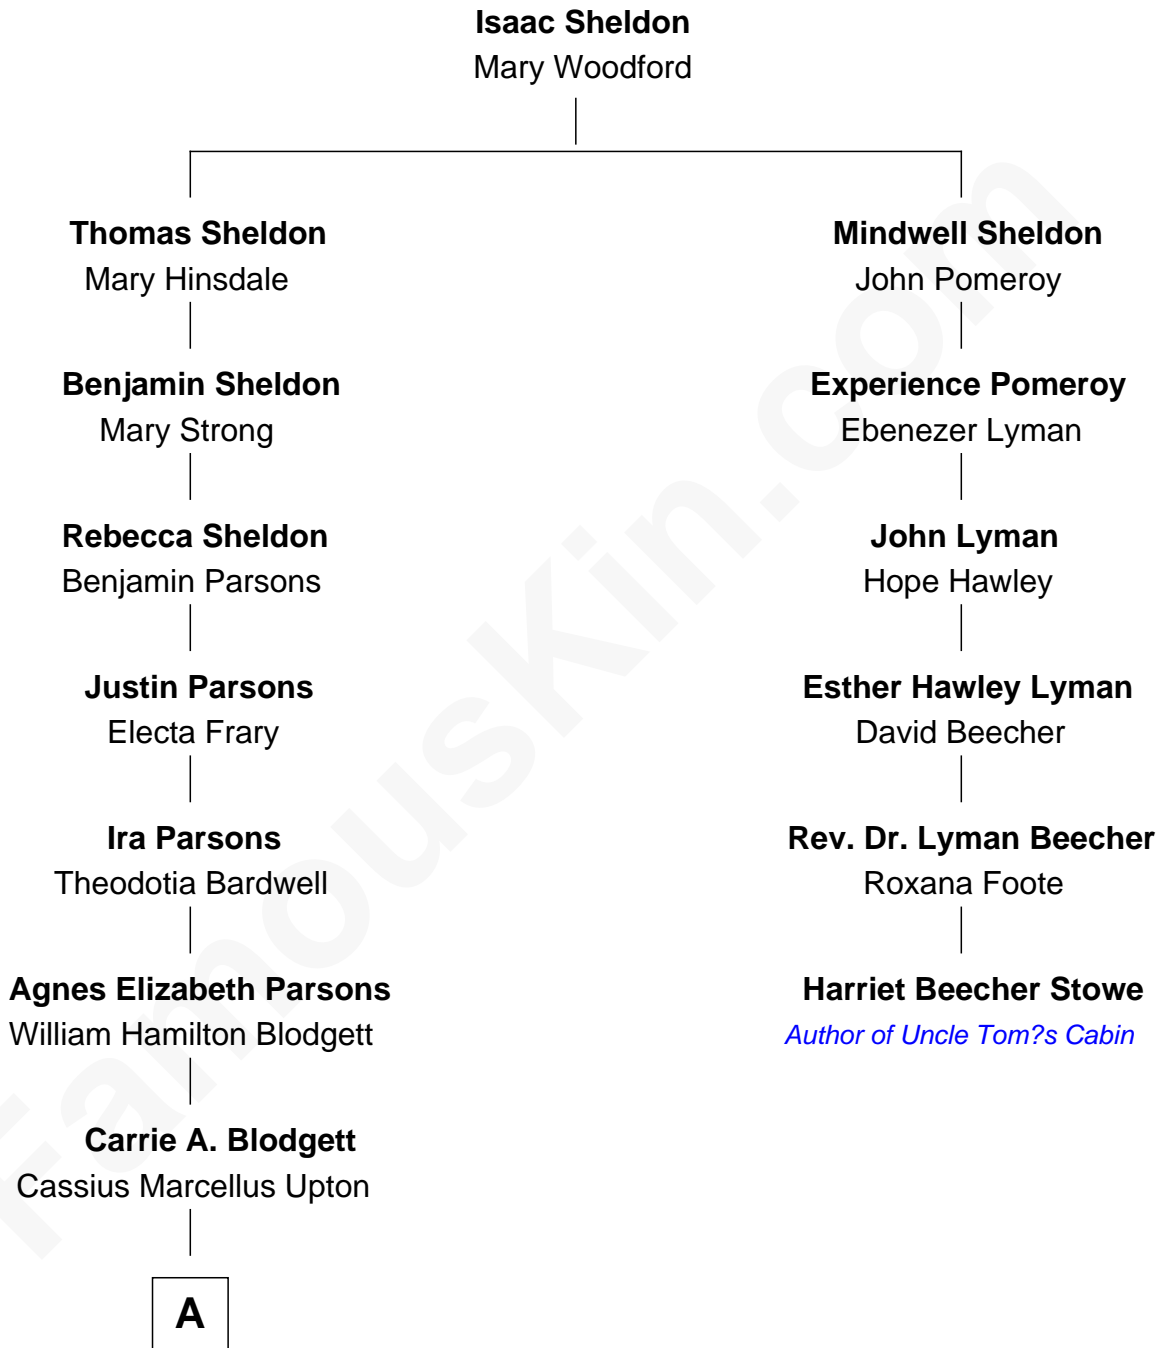 Isaac Sheldon
Mary Woodford
Thomas Sheldon
Mary Hinsdale
Mindwell Sheldon
John Pomeroy
Benjamin Sheldon
Mary Strong
Experience Pomeroy
Ebenezer Lyman
Rebecca Sheldon
Benjamin Parsons
John Lyman
Hope Hawley
Justin Parsons
Electa Frary
Esther Hawley Lyman
David Beecher
Ira Parsons
Theodotia Bardwell
Rev. Dr. Lyman Beecher
Roxana Foote
Agnes Elizabeth Parsons
William Hamilton Blodgett
Harriet Beecher Stowe
Author of Uncle Tom?s Cabin
Carrie A. Blodgett
Cassius Marcellus Upton
A
FamousKin.com